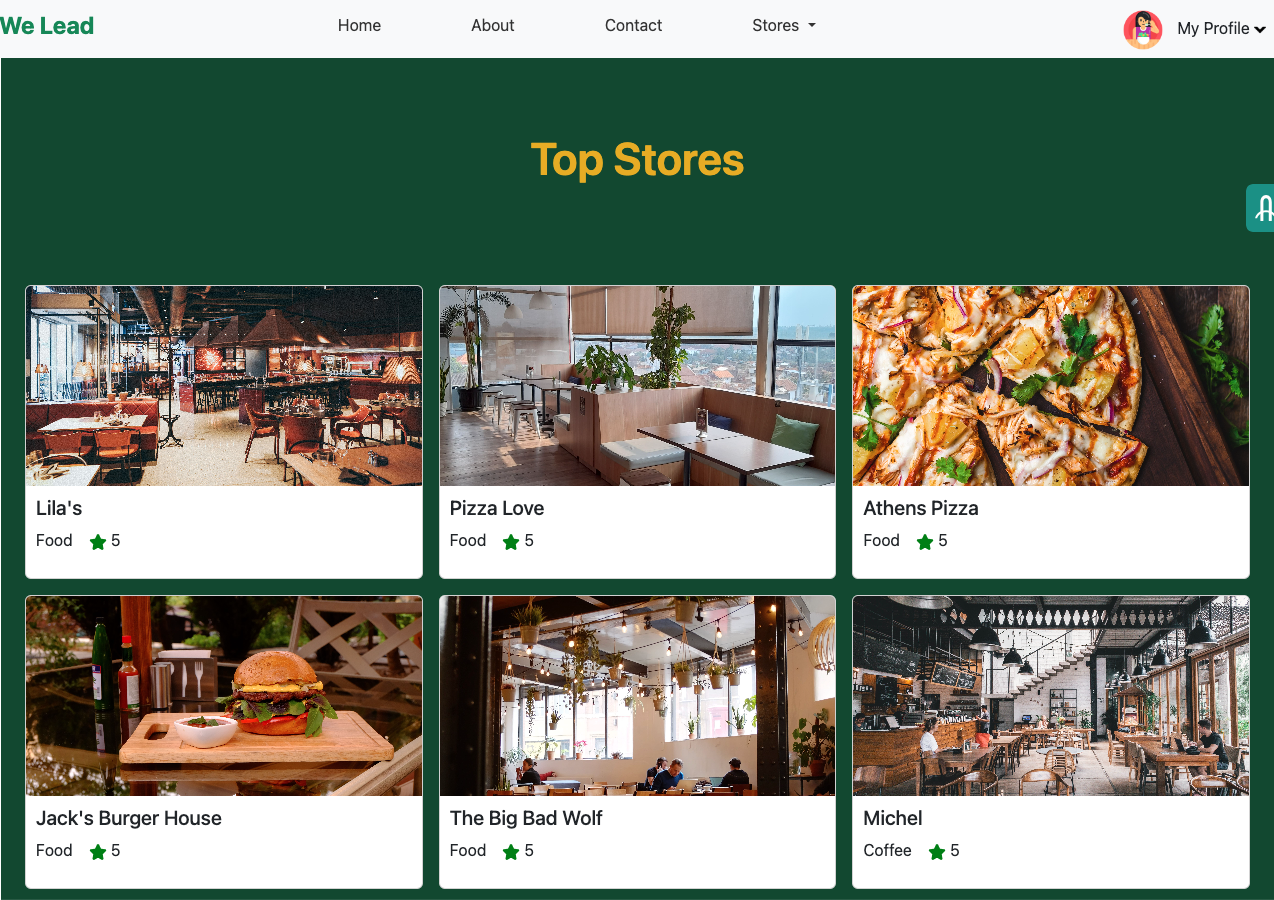 We Lead
Home
About
Contact
Stores
My Profile
Top Stores
Lila's
Food 5
Pizza Love
Food 5
Athens Pizza
Food 5
Jack's Burger House
Food 5
The Big Bad Wolf
Food 5
Michel
Coffee 5